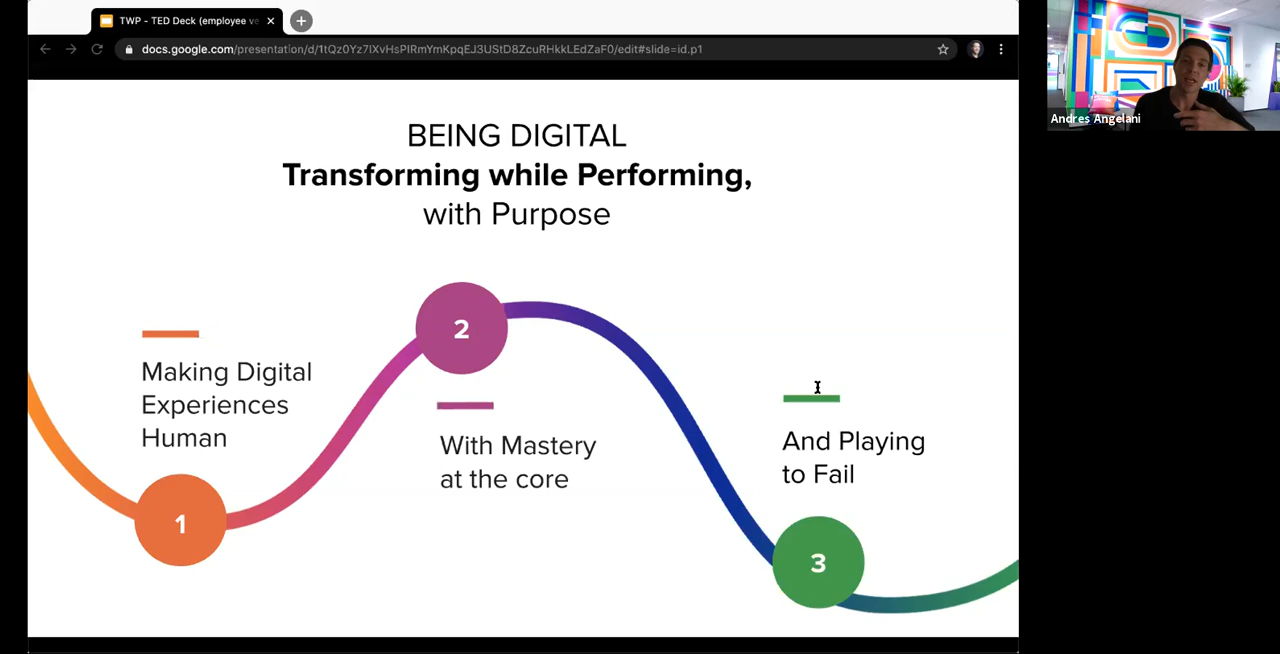 TWP - TED Deck (employee ve
docs.google.com/presentation/d/1tQz0Yz7lXvHsPIRmYmKpqEJ3UStD8ZcuRHkkLEdZaF0/edit#slide=id.p1
Andres Angelani
BEING DIGITAL
Transforming while Performing,
with Purpose
2
Making Digital
Experiences
Human
With Mastery
at the core
And Playing
to Fail
1
3